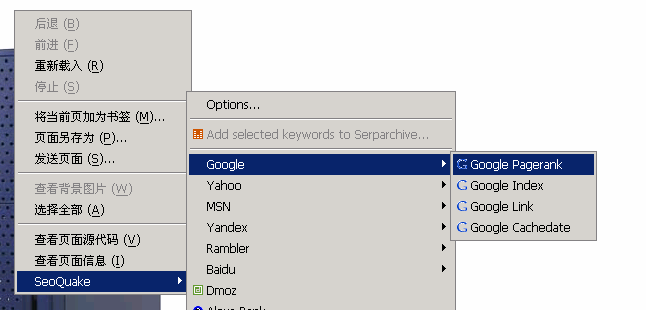 后退 (B)
前进 (F)
重新载入 (R)
停止 (S)
将当前页加为书签 (M)...
页面另存为 (P)...
发送页面 (S)...
查看背景图片 (W)
选择全部 (A)
查看页面源代码 (V)
查看页面信息 (I)
SeoQuake
Options...
Add selected keywords to Serparchive...
Google
Yahoo
MSN
Yandex
Rambler
Baidu
Dmoz
Google Pagerank
Google Index
Google Link
Google Cachedate